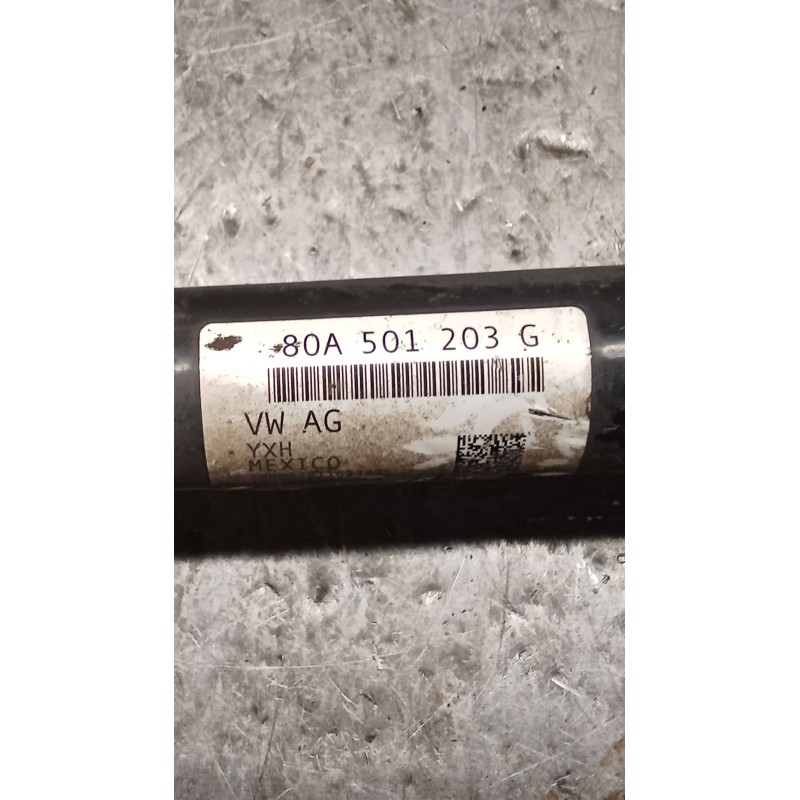 80A 501 203 G
VW AG
YXH
MEXICO